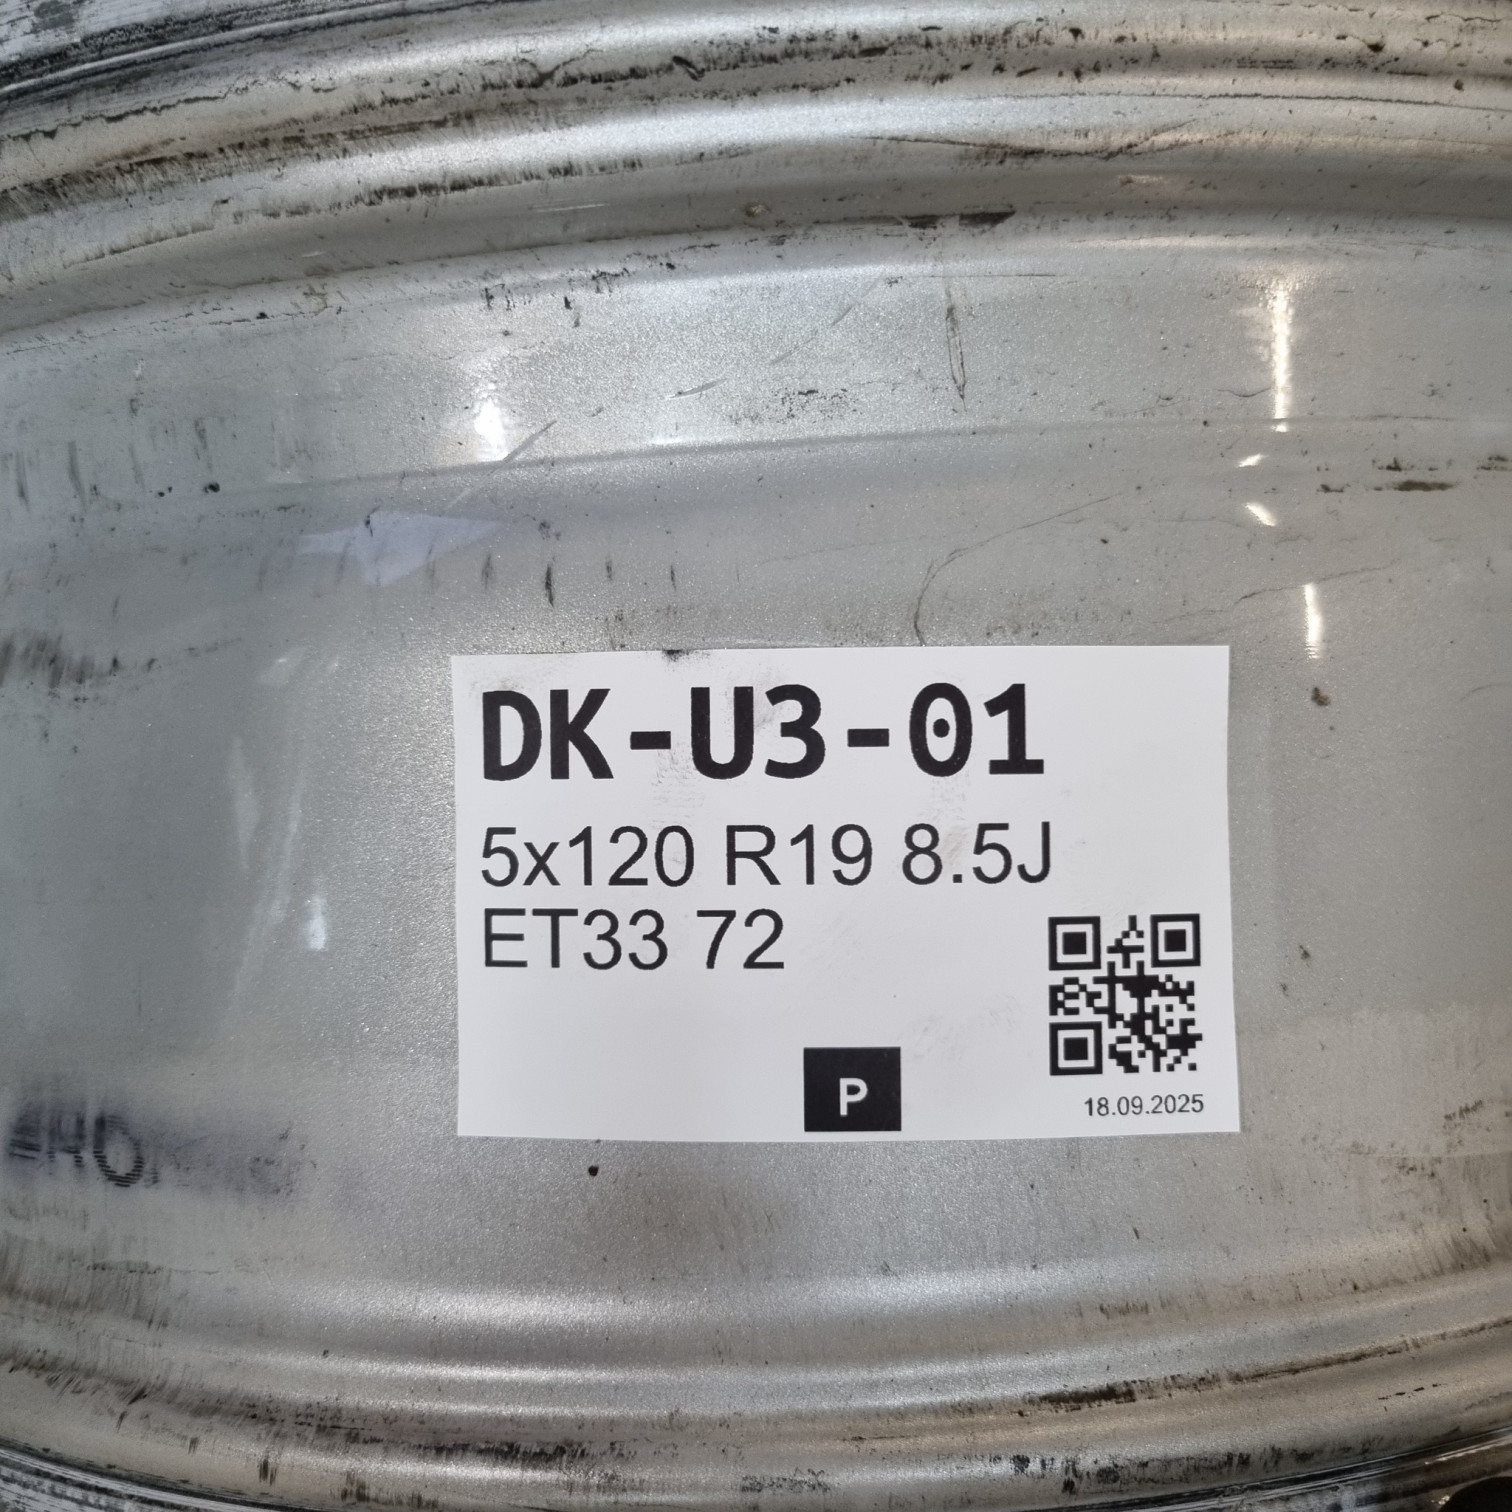 DK-U3-01
5x120 R19 8.5J
ET33 72
P
18.09.2025